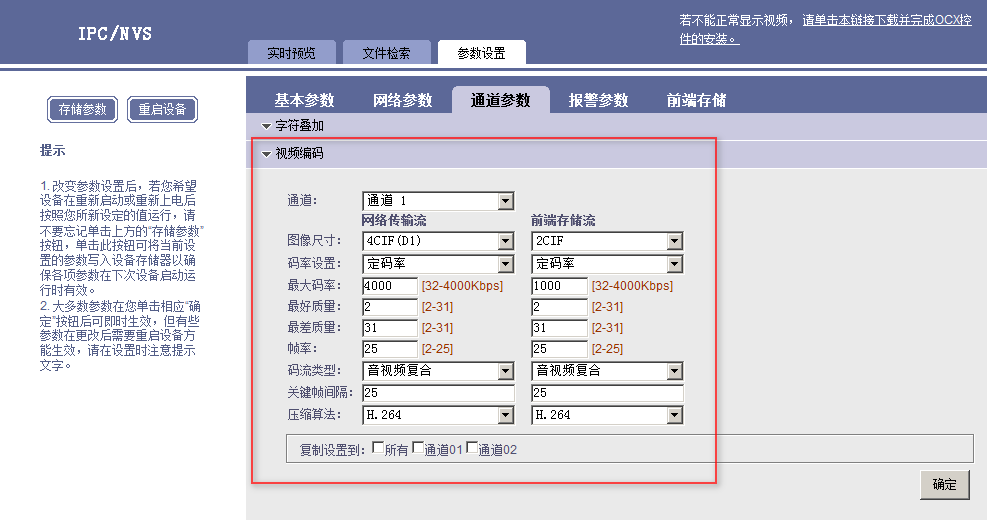 IPC/NVS
若不能正常显示视频，请单击本链接下载并完成OCX控
件的安装。
实时预览 文件检索 参数设置
存储参数 重启设备
提示
1. 改变参数设置后，若您希望
设备在重新启动或重新上电后
按照您所新设定的值运行，请
不要忘记单击上方的“存储参数”
按钮，单击此按钮可将当前设
置的参数写入设备存储器以确
保各项参数在下次设备启动运
行时有效。
2. 大多数参数在您单击相应“确
定”按钮后可即时生效，但有些
参数在更改后需要重启设备方
能生效，请在设置时注意提示
文字。
基本参数 网络参数 通道参数 报警参数 前端存储
字符叠加
视频编码
通道： 通道 1
网络传输流 前端存储流
图像尺寸： 4CIF(D1) 2CIF
码率设置： 定码率 定码率
最大码率： 4000 [32-4000Kbps] 1000 [32-4000Kbps]
最好质量： 2 [2-31] 2 [2-31]
最差质量： 31 [2-31] 31 [2-31]
帧率： 25 [2-25] 25 [2-25]
码流类型： 音视频复合 音视频复合
关键帧间隔： 25 25
压缩算法： H.264 H.264
复制设置到： 所有 通道01 通道02
确定